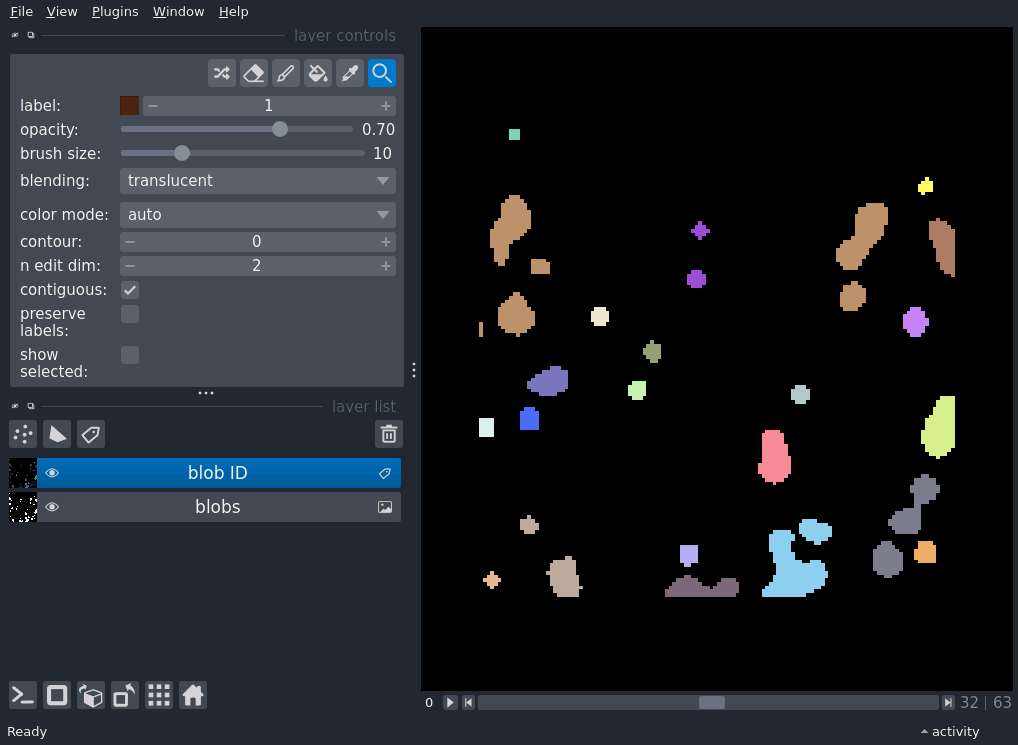 File View Plugins Window Help
layer controls
label: 1
opacity: 0.70
brush size: 10
blending: translucent
color mode: auto
contour: 0
n edit dim: 2
contiguous:
preserve
labels:
show
selected:
layer list
blob ID
blobs
0 32 | 63
Ready activity